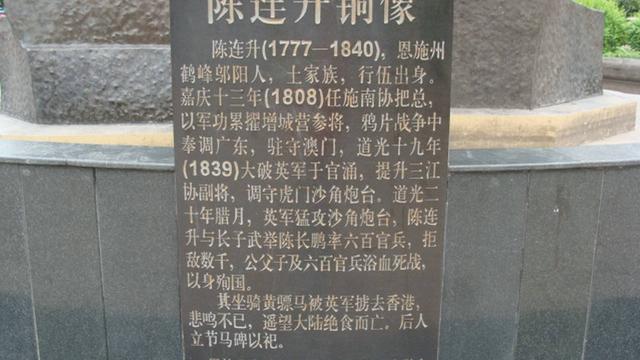 陈连升铜像
陈连升(1777—1840)，恩施州
鹤峰邬阳人，土家族，行伍出身。
嘉庆十三年(1808)任施南协把总，
以军功累擢增城营参将，鸦片战争中
奉调广东，驻守澳门，道光十九年
(1839)大破英军于官涌，提升三江
协副将，调守虎门沙角炮台。道光二
十年腊月，英军猛攻沙角炮台，陈连
升与长子武举陈长鹏率六百官兵，拒
敌数千，公父子及六百官兵浴血死战，
以身殉国。
其坐骑黄骠马被英军掳去香港，
悲鸣不已，遥望大陆绝食而亡。后人
立节马碑以祀。